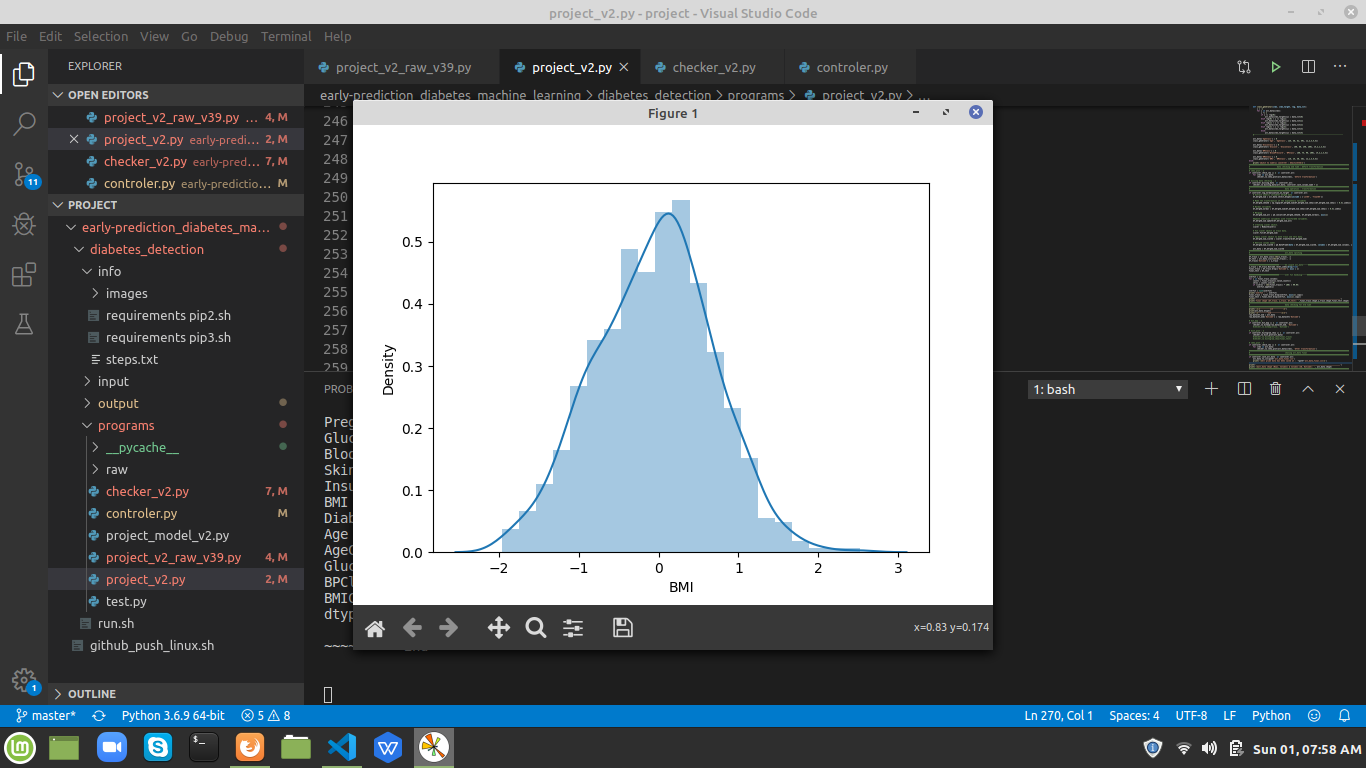 project_v2.py - project - Visual Studio Code
File Edit Selection View Go Debug Terminal Help
EXPLORER
OPEN EDITORS
project_v2_raw_v39.py ... 4, M
project_v2.py early-predi... 2, M
checker_v2.py early-pred... 7, M
controler.py early-predictio... M
11
PROJECT
early-prediction_diabetes_ma...
diabetes_detection
info
images
requirements pip2.sh
requirements pip3.sh
steps.txt
input
output
programs
__pycache__
raw
checker_v2.py 7, M
controler.py M
project_model_v2.py
project_v2_raw_v39.py 4, M
project_v2.py 2, M
test.py
run.sh
github_push_linux.sh
OUTLINE
1
project_v2_raw_v39.py project_v2.py checker_v2.py controler.py
early-prediction_diabetes_machine_learning > diabetes_detection > programs > project_v2.py > ...
246
247
248
249
250
251
252
253
254
255
256
257
258
259
Figure 1
0.5
0.4
0.3
0.2
0.1
0.0
Density
−2 −1 0 1 2 3
BMI
x=0.83 y=0.174
PROB
1: bash
Preg
Gluc
Bloo
Skin
Insu
BMI
Diab
Age
AgeC
Gluc
BPCl
BMIC
dtyp
~~~~
master* Python 3.6.9 64-bit 5 8 Ln 270, Col 1 Spaces: 4 UTF-8 LF Python
Sun 01, 07:58 AM